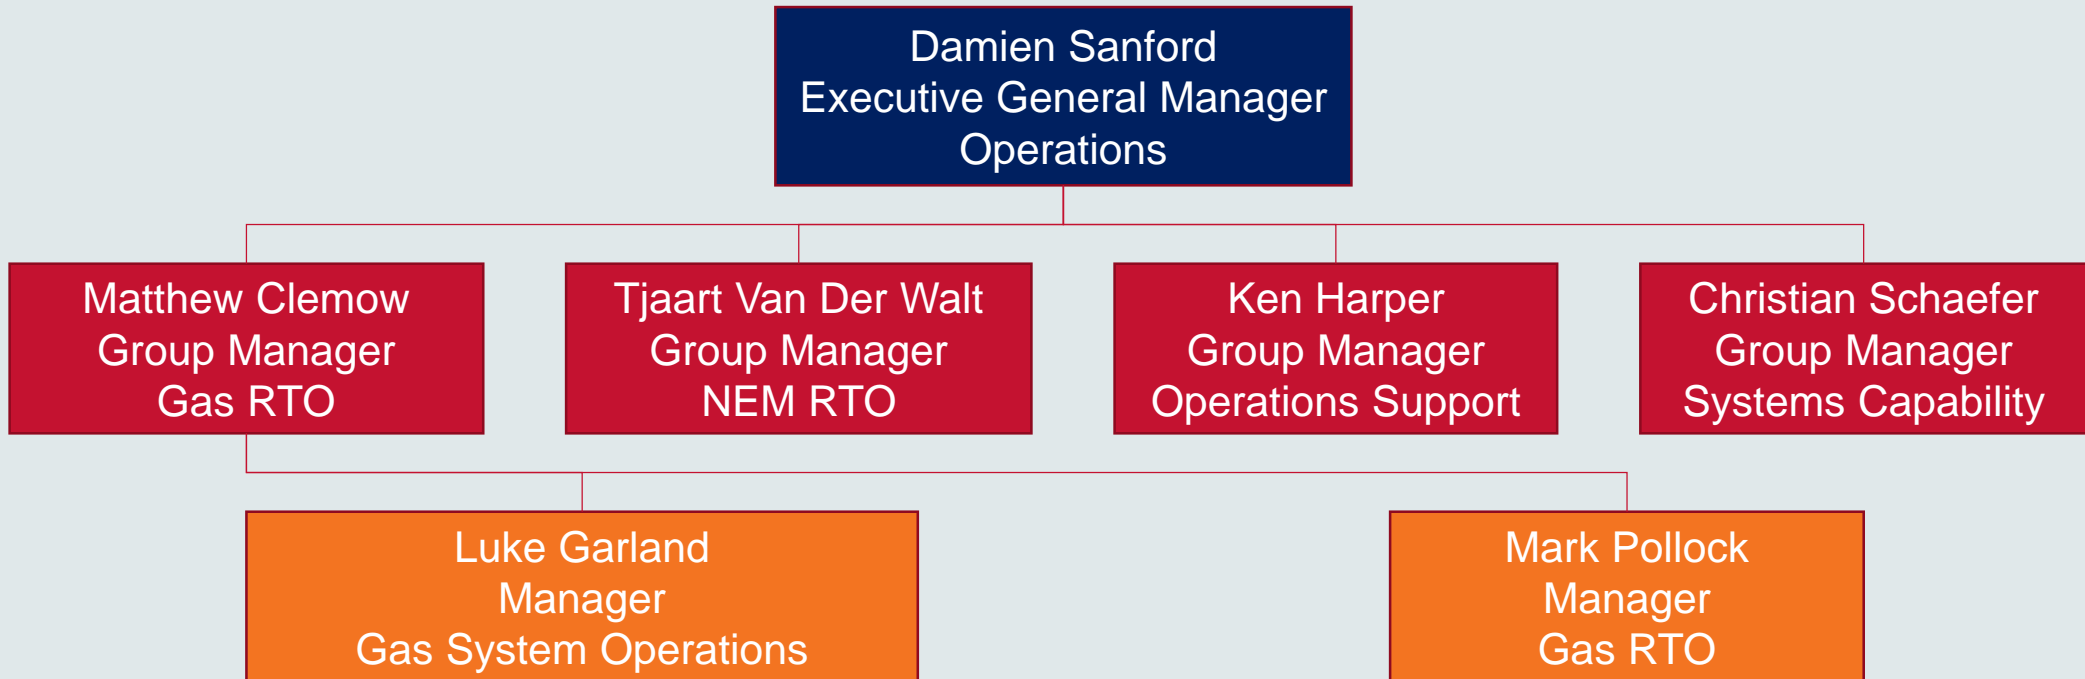 Damien Sanford
Executive General Manager
Operations
Matthew Clemow
Group Manager
Gas RTO
Tjaart Van Der Walt
Group Manager
NEM RTO
Ken Harper
Group Manager
Operations Support
Christian Schaefer
Group Manager
Systems Capability
Luke Garland
Manager
Gas System Operations
Mark Pollock
Manager
Gas RTO